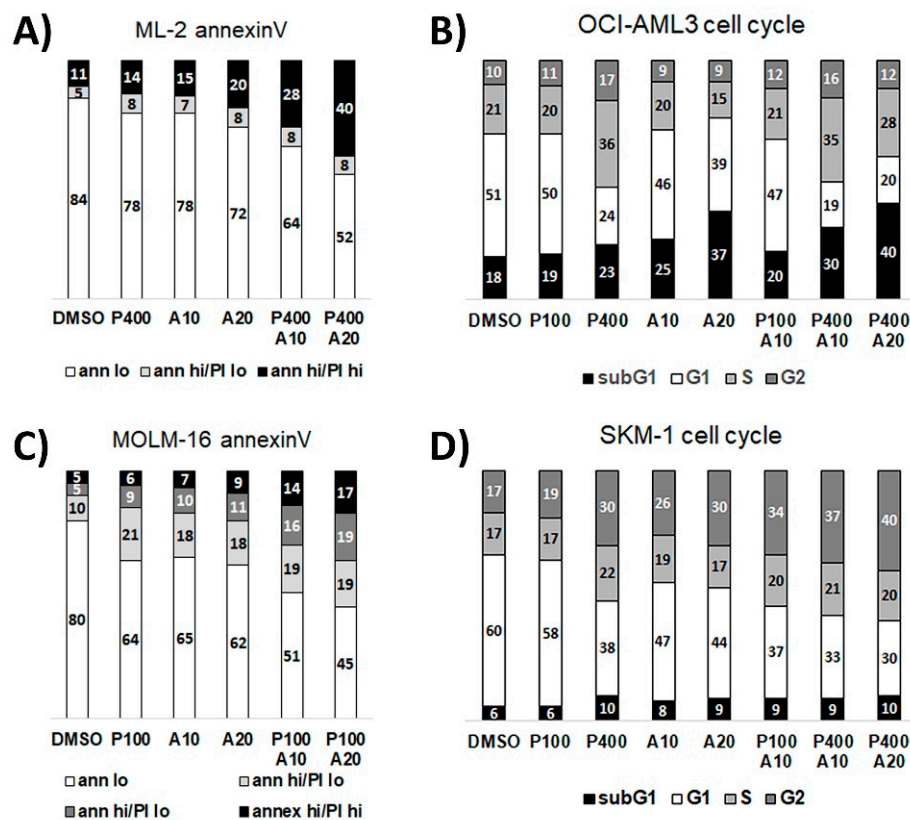 A)
ML-2 annexinV
11 14 15 20 28 40
5 8 7 8 8 8
84 78 78 72 64 52
DMSO P400 A10 A20 P400 P400
A10 A20
ann lo ann hi/PI lo ann hi/PI hi
B)
OCI-AML3 cell cycle
10 11 17 9 9 12 16 12
21 20 36 20 15 21 35 28
51 50 24 46 39 47 19 20
18 19 23 25 37 20 30 40
DMSO P100 P400 A10 A20 P100 P400 P400
A10 A10 A20
subG1 G1 S G2
C)
MOLM-16 annexinV
5 6 7 9 14 17
5 9 10 11 16 19
10 21 18 18 19 19
80 64 65 62 51 45
DMSO P100 A10 A20 P100 P100
A10 A20
ann lo ann hi/PI lo
ann hi/PI lo annex hi/PI hi
D)
SKM-1 cell cycle
17 19 30 26 30 34 37 40
17 17 22 19 17 20 21 20
60 58 38 47 44 37 33 30
6 6 10 8 9 9 9 10
DMSO P100 P400 A10 A20 P100 P400 P400
A10 A10 A20
subG1 G1 S G2